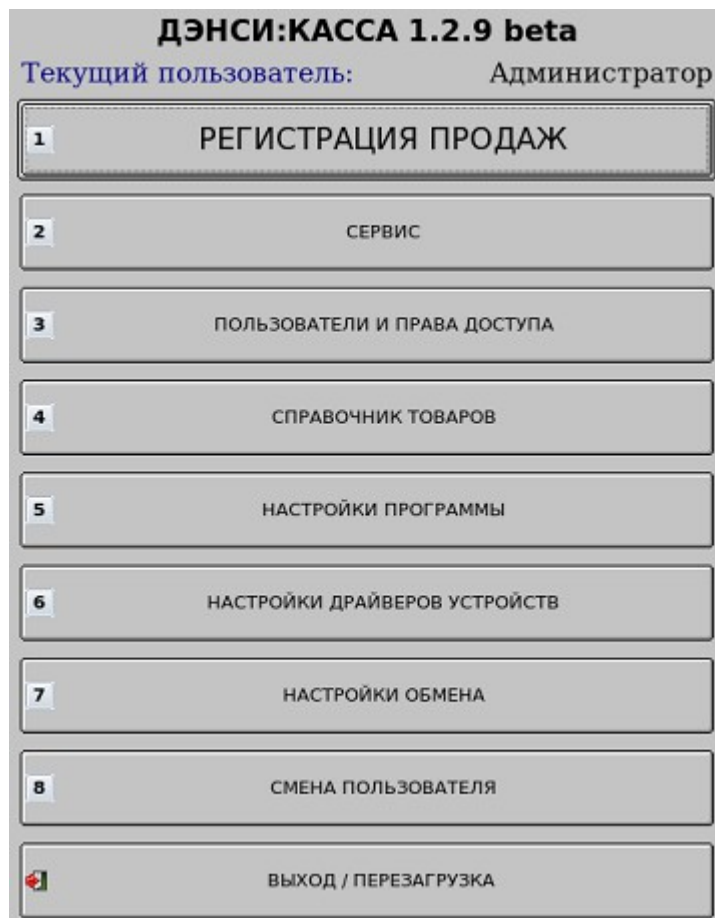 ДЭНСИ:КАССА 1.2.9 beta
Текущий пользователь: Администратор
1 РЕГИСТРАЦИЯ ПРОДАЖ
2 СЕРВИС
3 ПОЛЬЗОВАТЕЛИ И ПРАВА ДОСТУПА
4 СПРАВОЧНИК ТОВАРОВ
5 НАСТРОЙКИ ПРОГРАММЫ
6 НАСТРОЙКИ ДРАЙВЕРОВ УСТРОЙСТВ
7 НАСТРОЙКИ ОБМЕНА
8 СМЕНА ПОЛЬЗОВАТЕЛЯ
ВЫХОД / ПЕРЕЗАГРУЗКА